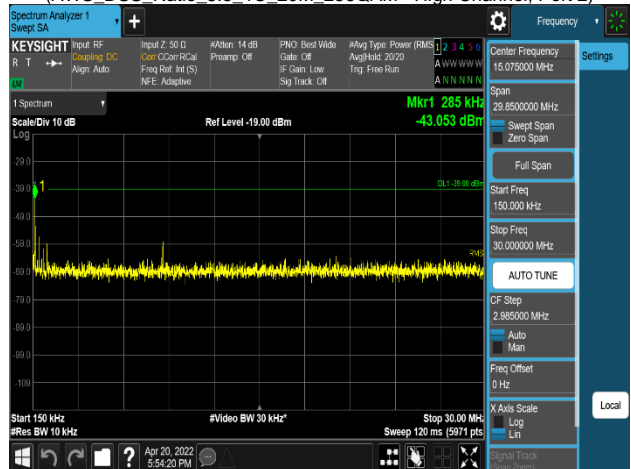 Spectrum Analyzer 1
Swept SA
Frequency
KEYSIGHT
R T
LV
Input: RF
Coupling: DC
Align: Auto
Input Z: 50 Ω
Corr CCorr RCal
Freq Ref: Int (S)
NFE: Adaptive
#Atten: 14 dB
Preamp: Off
PNO: Best Wide
Gate: Off
IF Gain: Low
Sig Track: Off
#Avg Type: Power (RMS
Avg|Hold: 20/20
Trig: Free Run
1 2 3 4 5 6
A W W W W W
A N N N N N
1 Spectrum
Scale/Div 10 dB
Log
Ref Level -19.00 dBm
Mkr1 285 kHz
-43.053 dBm
DL1 -39.00 dBm
RMS
1
-29.0
-39.0
-49.0
-59.0
-69.0
-79.0
-89.0
-99.0
-109
Start 150 kHz
#Res BW 10 kHz
#Video BW 30 kHz*
Stop 30.00 MHz
Sweep 120 ms (5971 pts
Apr 20, 2022
5:54:20 PM
Center Frequency
15.075000 MHz
Settings
Span
29.8500000 MHz
Swept Span
Zero Span
Full Span
Start Freq
150.000 kHz
Stop Freq
30.000000 MHz
AUTO TUNE
CF Step
2.985000 MHz
Auto
Man
Freq Offset
0 Hz
X Axis Scale
Log
Lin
Local
Signal Track
(Span Zoom)